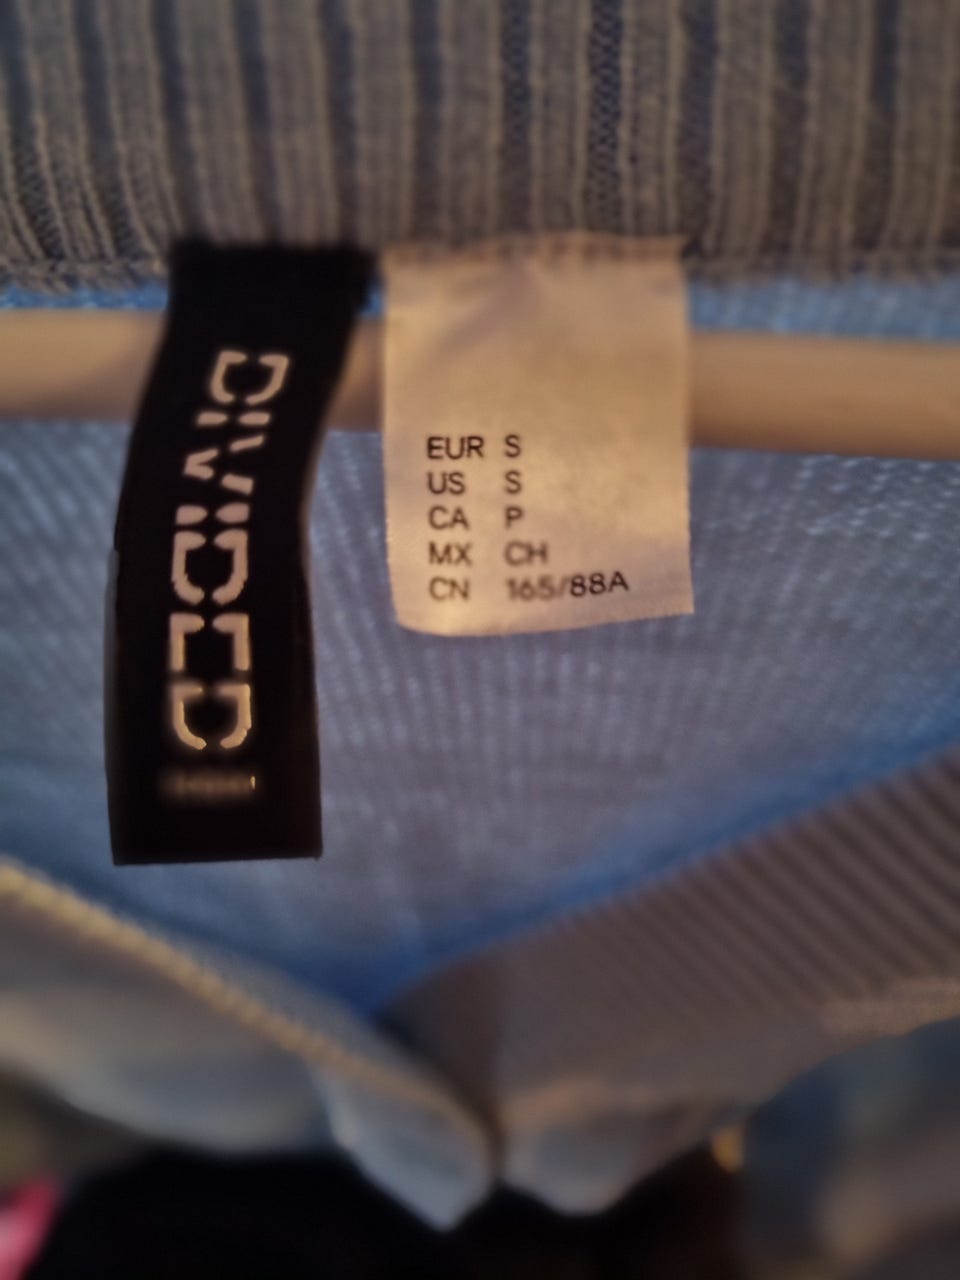 DIVIDED
EUR S
US S
CA P
MX CH
CN 165/88A